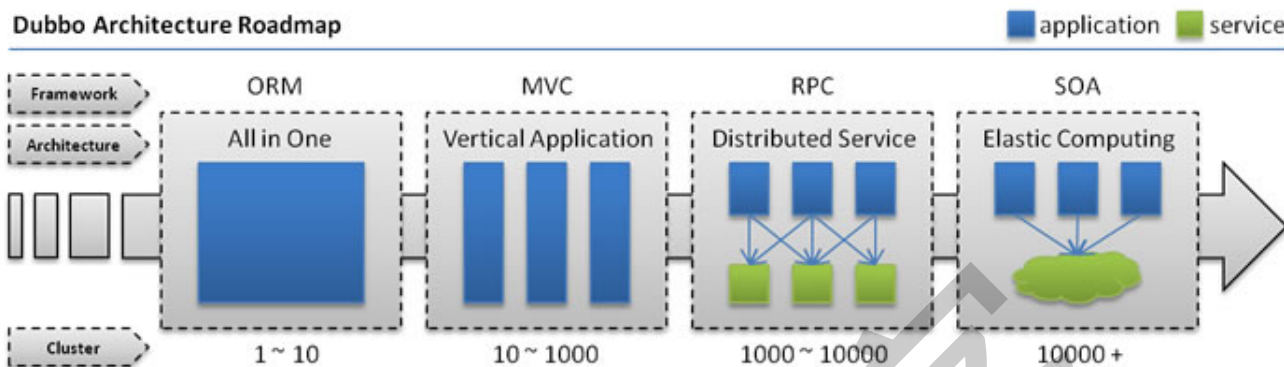 Dubbo Architecture Roadmap
application service
Framework ORM MVC RPC SOA
Architecture All in One Vertical Application Distributed Service Elastic Computing
Cluster 1 ~ 10 10 ~ 1000 1000 ~ 10000 10000 +